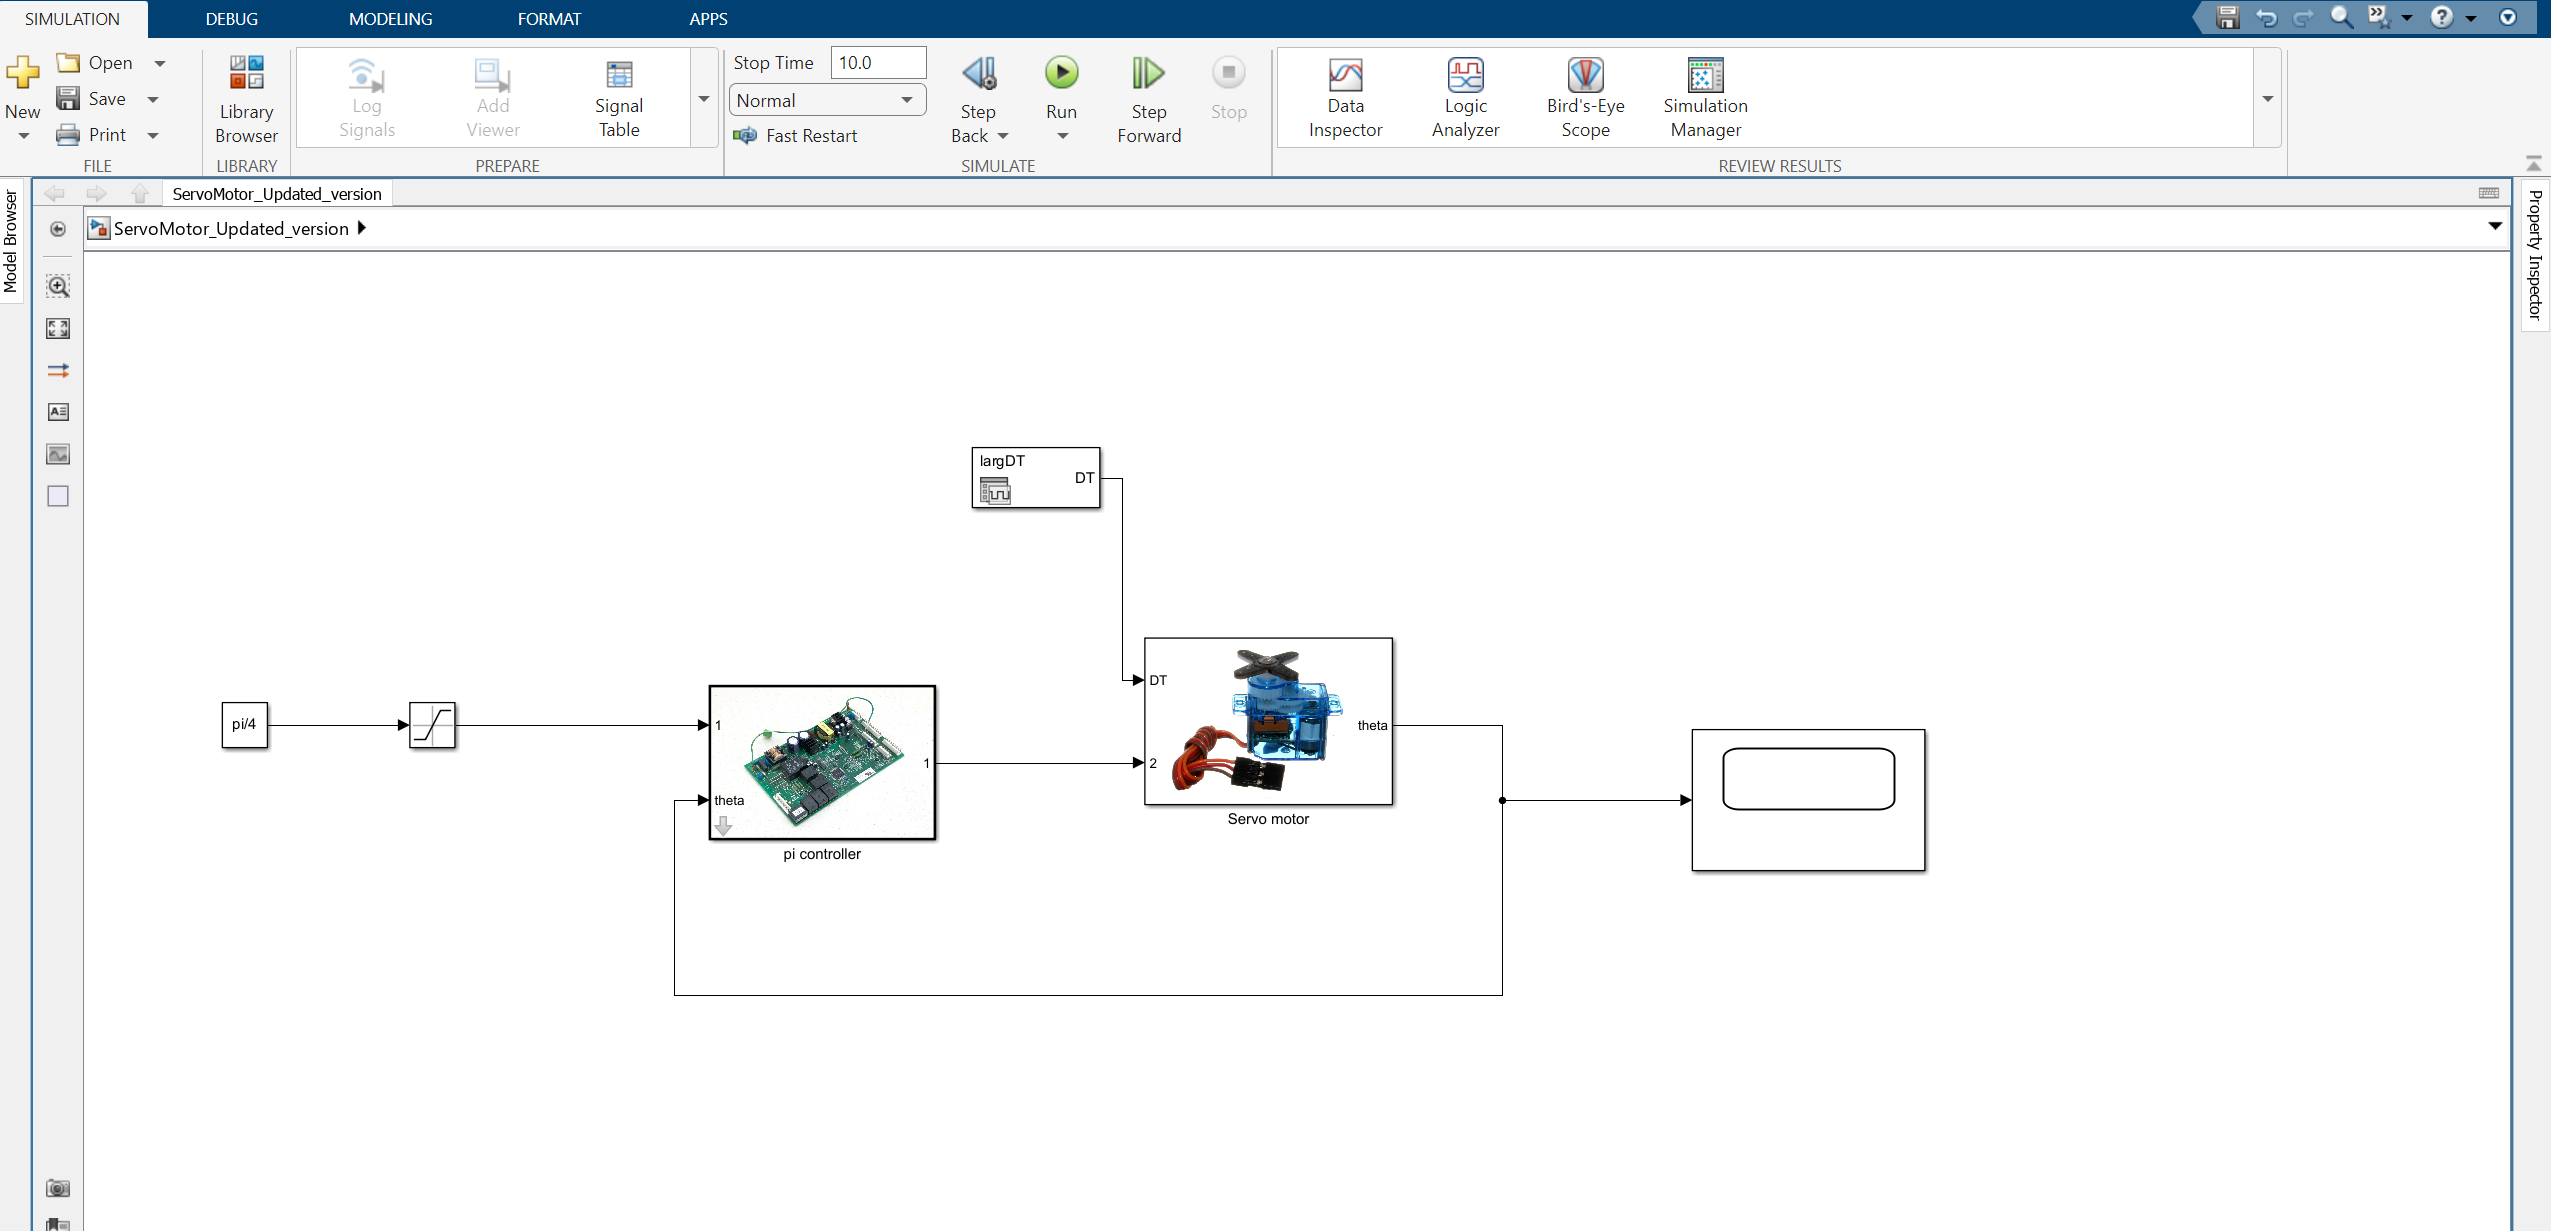 SIMULATION DEBUG MODELING FORMAT APPS
New
Open
Save
Print
FILE
Library
Browser
LIBRARY
Log
Signals
Add
Viewer
Signal
Table
PREPARE
Stop Time 10.0
Normal
Fast Restart
Step
Back
Run
Step
Forward
Stop
SIMULATE
Data
Inspector
Logic
Analyzer
Bird's-Eye
Scope
Simulation
Manager
REVIEW RESULTS
Model Browser
Property Inspector
ServoMotor_Updated_version
ServoMotor_Updated_version
largDT
DT
pi/4
1
theta
1
pi controller
DT
2
theta
Servo motor